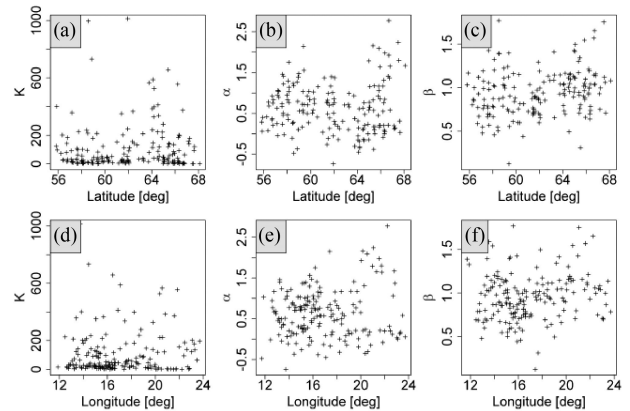 (a)
K
0 200 600 1000
56 60 64 68
Latitude [deg]
(b)
α
-0.5 0.5 1.5 2.5
56 60 64 68
Latitude [deg]
(c)
β
0.5 1.0 1.5
56 60 64 68
Latitude [deg]
(d)
K
0 200 600 1000
12 16 20 24
Longitude [deg]
(e)
α
-0.5 0.5 1.5 2.5
12 16 20 24
Longitude [deg]
(f)
β
0.5 1.0 1.5
12 16 20 24
Longitude [deg]